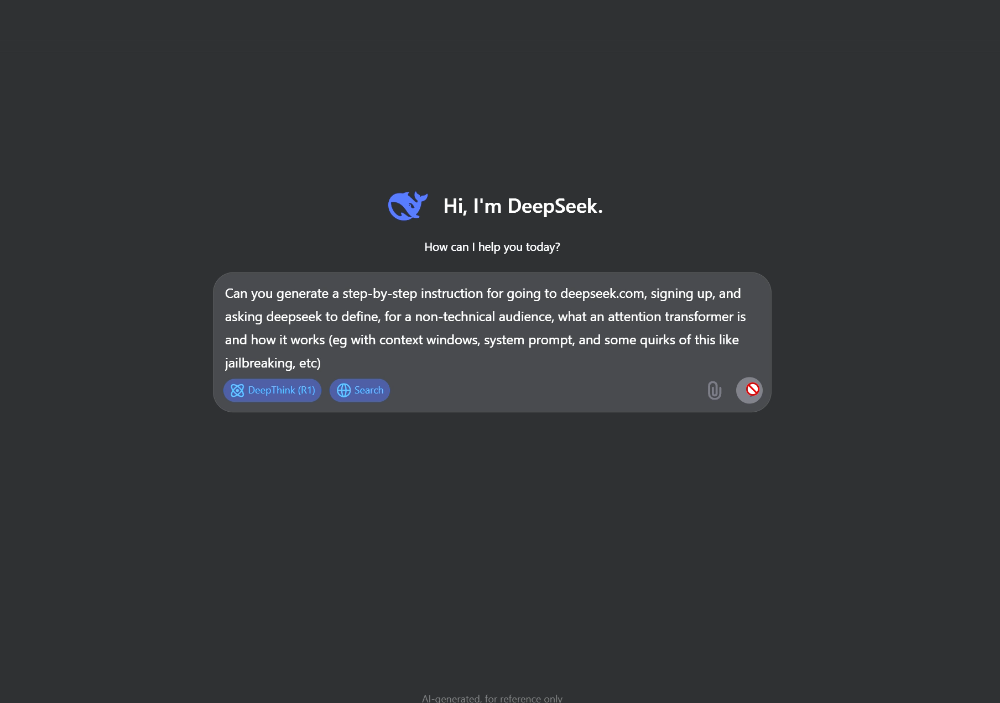 Hi, I'm DeepSeek.
How can I help you today?
Can you generate a step-by-step instruction for going to deepseek.com, signing up, and
asking deepseek to define, for a non-technical audience, what an attention transformer is
and how it works (eg with context windows, system prompt, and some quirks of this like
jailbreaking, etc)
DeepThink (R1) Search
AI-generated, for reference only